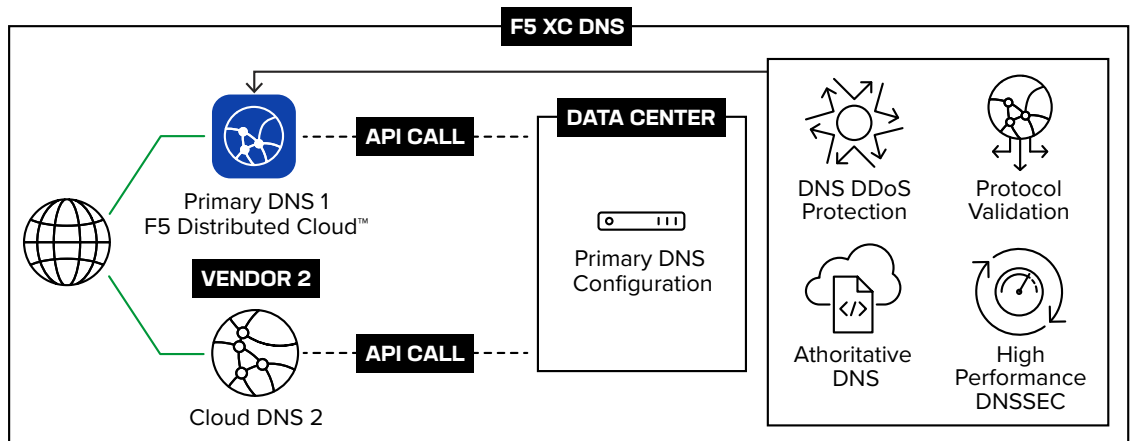 F5 XC DNS
Primary DNS 1
F5 Distributed Cloud™
API CALL
VENDOR 2
Cloud DNS 2
API CALL
DATA CENTER
Primary DNS
Configuration
DNS DDoS
Protection
Protocol
Validation
</>
Athoritative
DNS
High
Performance
DNSSEC